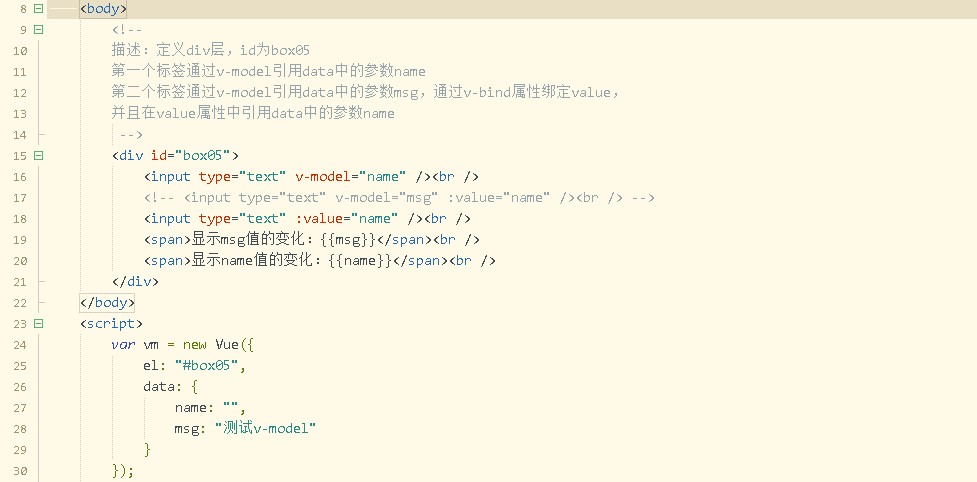 8 <body>
9 <!--
10 描述：定义div层，id为box05
11 第一个标签通过v-model引用data中的参数name
12 第二个标签通过v-model引用data中的参数msg，通过v-bind属性绑定value，
13 并且在value属性中引用data中的参数name
14 -->
15 <div id="box05">
16 <input type="text" v-model="name" /><br />
17 <!-- <input type="text" v-model="msg" :value="name" /><br /> -->
18 <input type="text" :value="name" /><br />
19 <span>显示msg值的变化：{{msg}}</span><br />
20 <span>显示name值的变化：{{name}}</span><br />
21 </div>
22 </body>
23 <script>
24 var vm = new Vue({
25 el: "#box05",
26 data: {
27 name: "",
28 msg: "测试v-model"
29 }
30 });